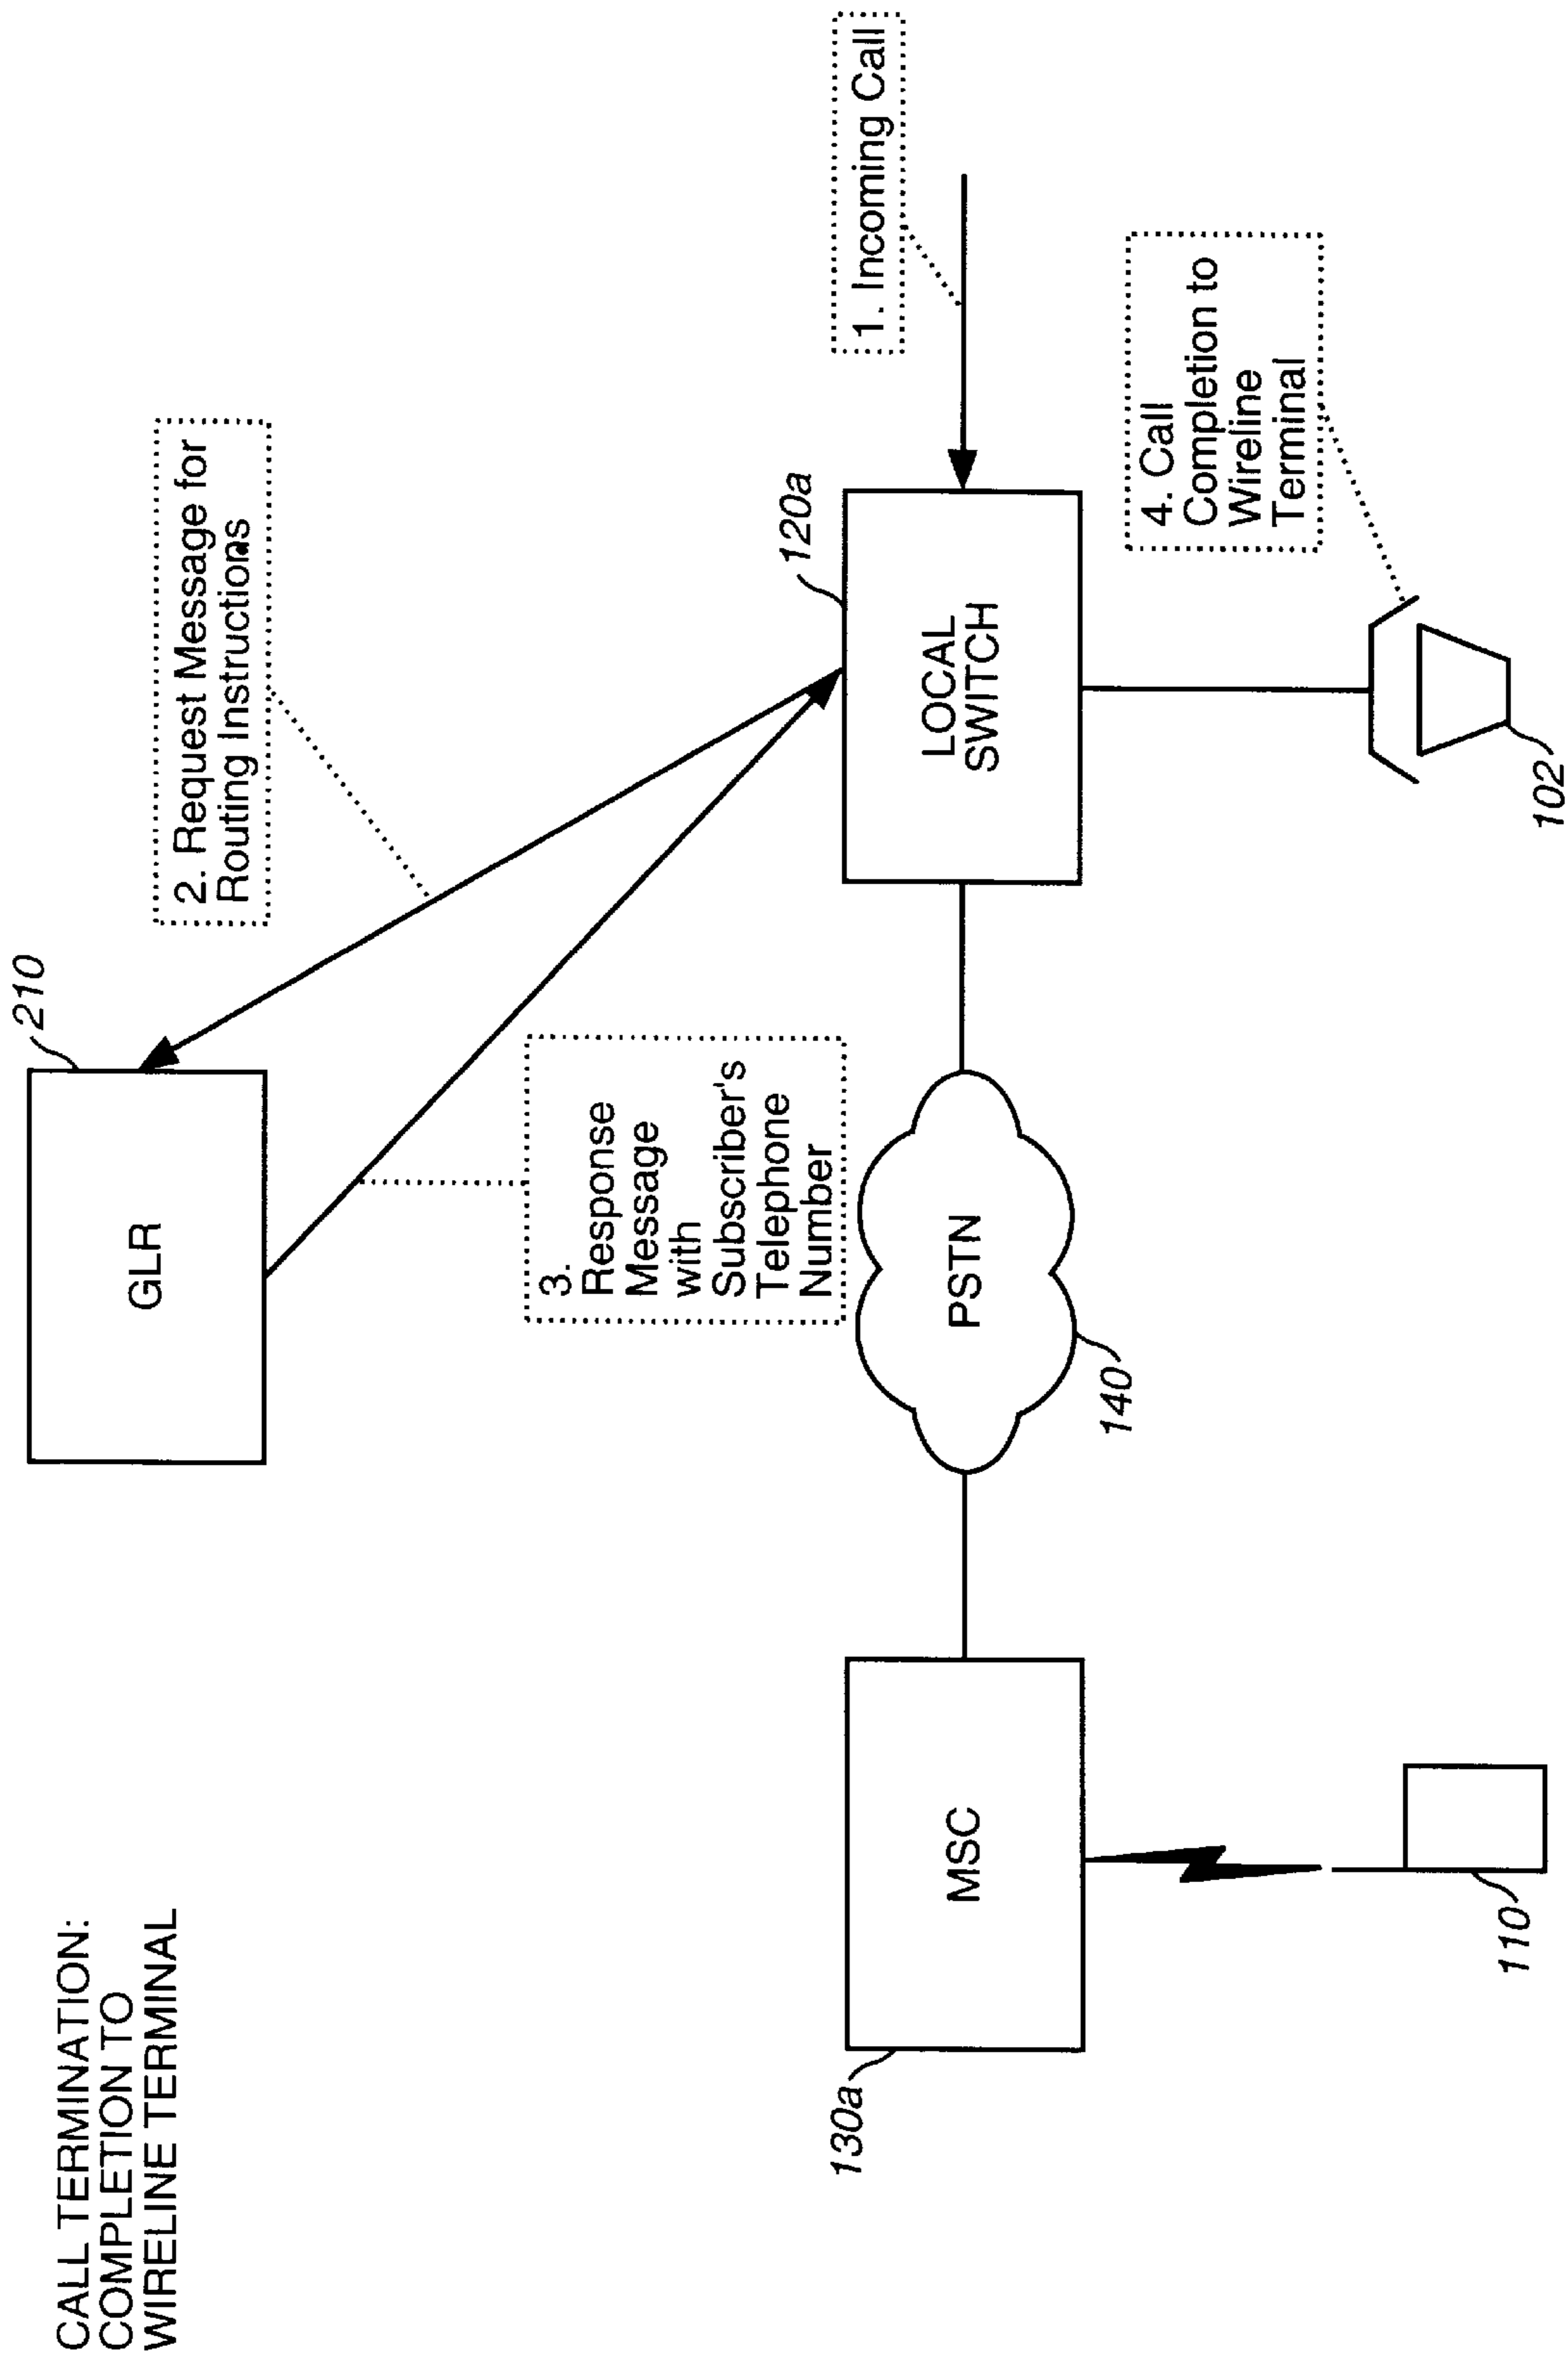 CALL TERMINATION:
COMPLETION TO
WIRELINE TERMINAL
GLR
210
2. Request Message for
Routing Instructions
3.
Response
Message
with
Subscriber's
Telephone
Number
1. Incoming Call
130a
MSC
PSTN
140
LOCAL
SWITCH
120a
4. Call
Completion to
Wireline
Terminal
110
102